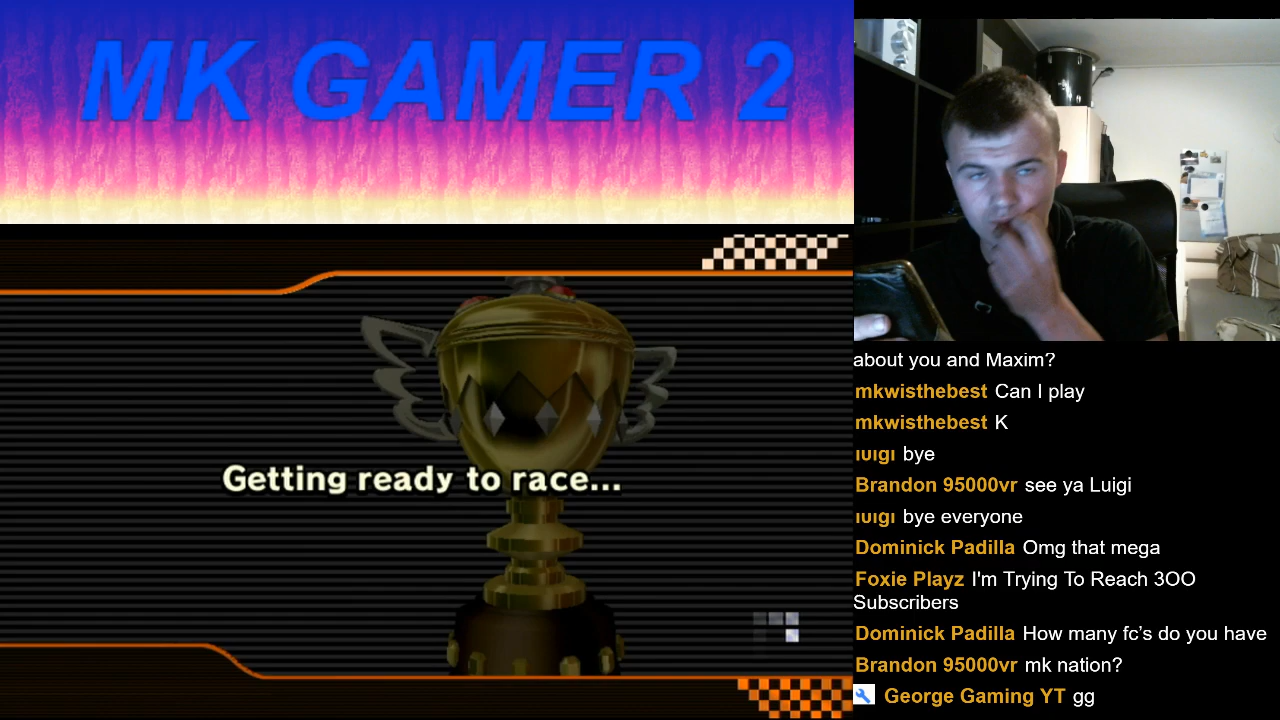 MK GAMER 2
Getting ready to race...
about you and Maxim?
mkwisthebest Can I play
mkwisthebest K
ιυιgι bye
Brandon 95000vr see ya Luigi
ιυιgι bye everyone
Dominick Padilla Omg that mega
Foxie Playz I'm Trying To Reach 3OO
Subscribers
Dominick Padilla How many fc's do you have
Brandon 95000vr mk nation?
George Gaming YT gg